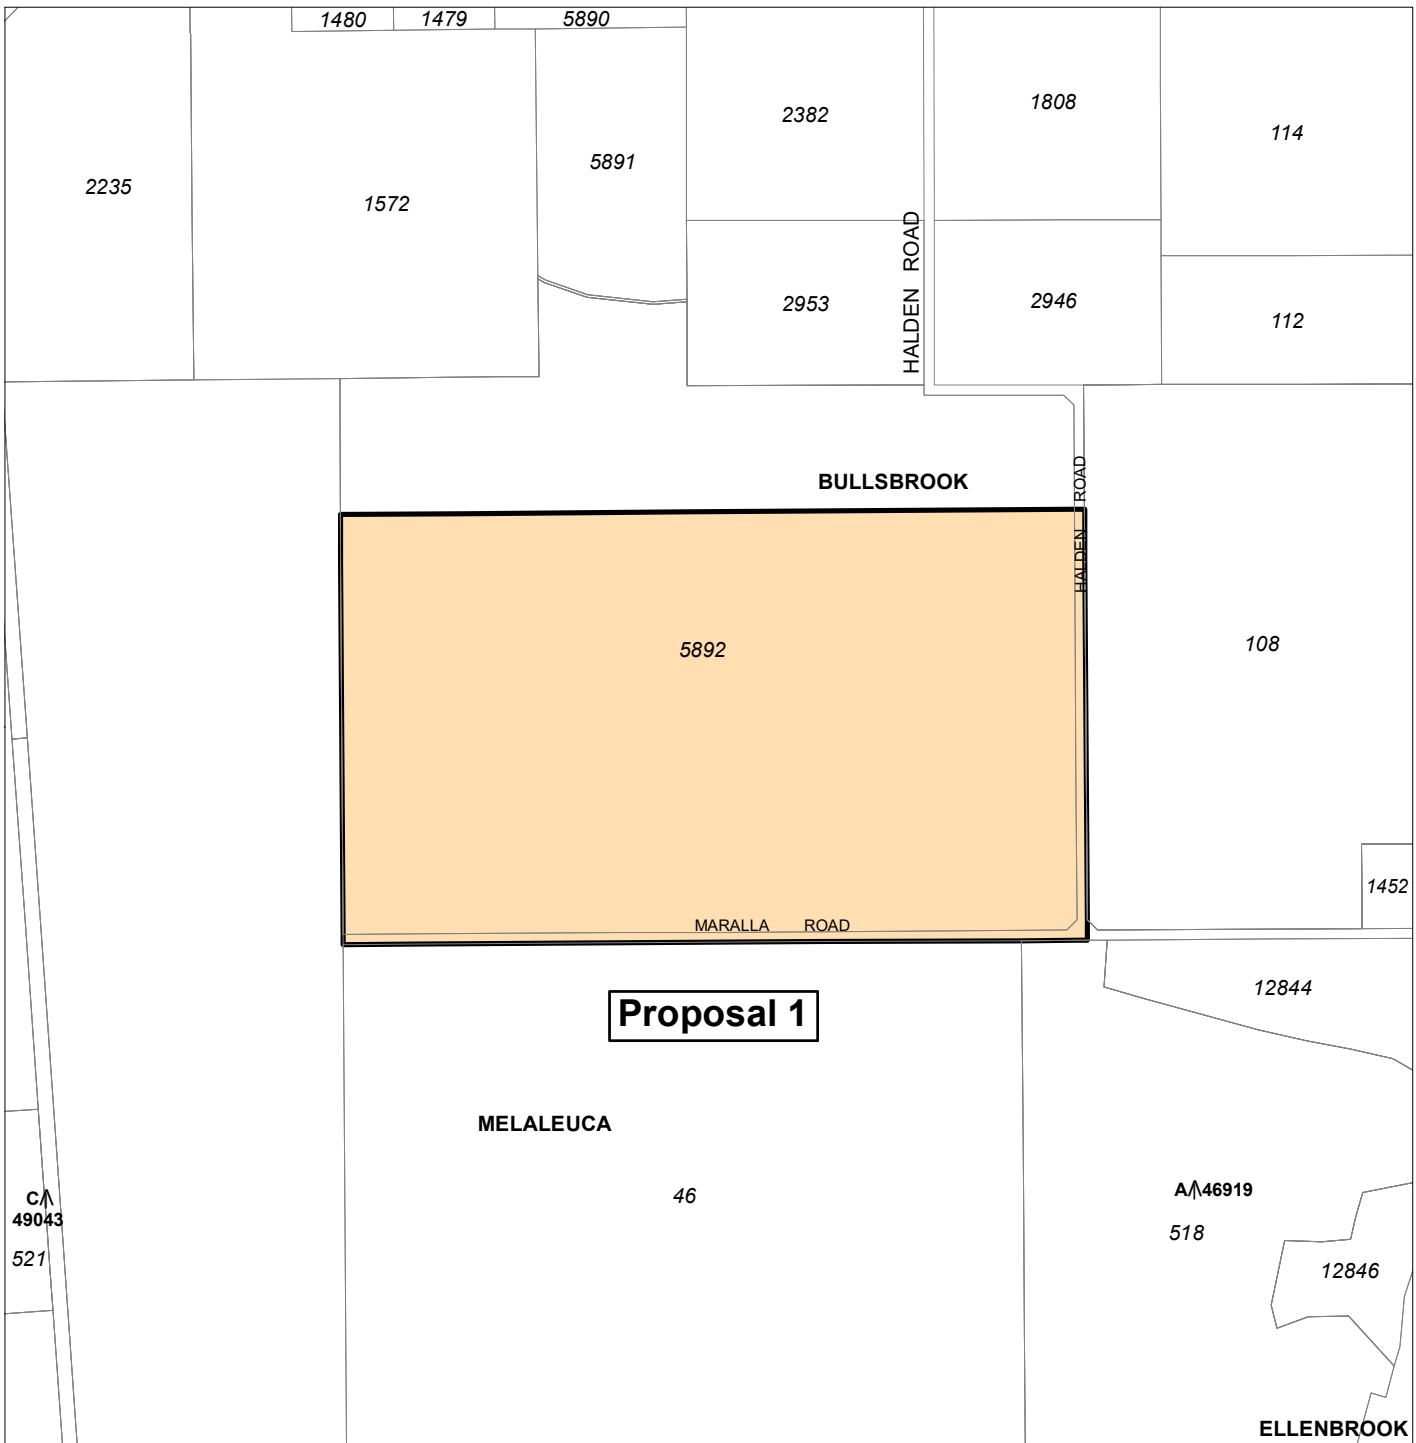 1480
1479
5890
2382
1808
114
5891
2235
1572
HALDEN ROAD
2953
2946
112
BULLSBROOK
HALDEN ROAD
5892
108
1452
MARALLA ROAD
12844
Proposal 1
MELALEUCA
46
A 46919
518
C
49043
521
12846
ELLENBROOK